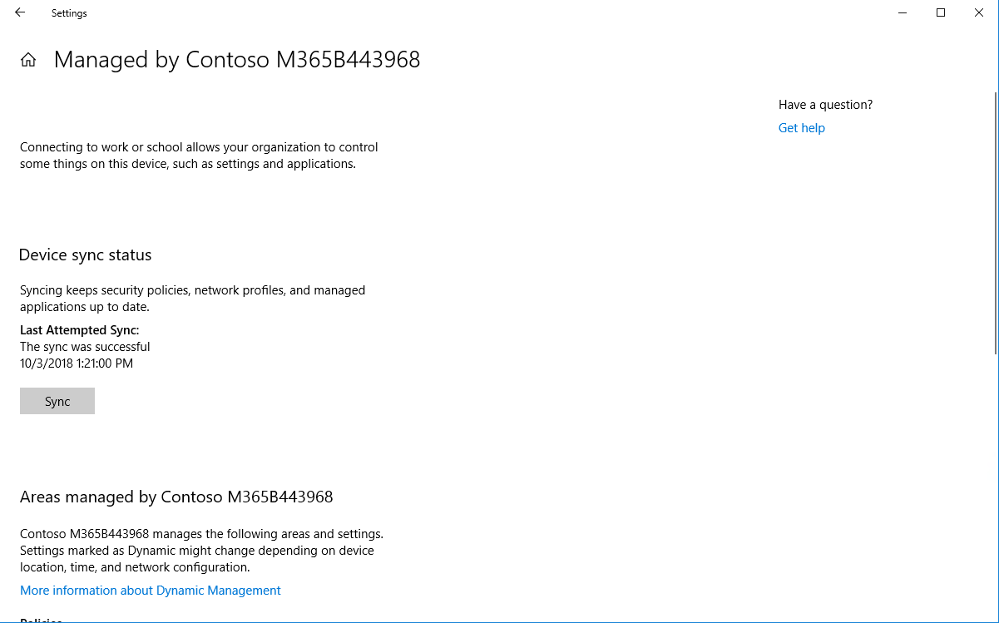 Settings
Managed by Contoso M365B443968
Have a question?
Get help
Connecting to work or school allows your organization to control
some things on this device, such as settings and applications.
Device sync status
Syncing keeps security policies, network profiles, and managed
applications up to date.
Last Attempted Sync:
The sync was successful
10/3/2018 1:21:00 PM
Sync
Areas managed by Contoso M365B443968
Contoso M365B443968 manages the following areas and settings.
Settings marked as Dynamic might change depending on device
location, time, and network configuration.
More information about Dynamic Management
Policies